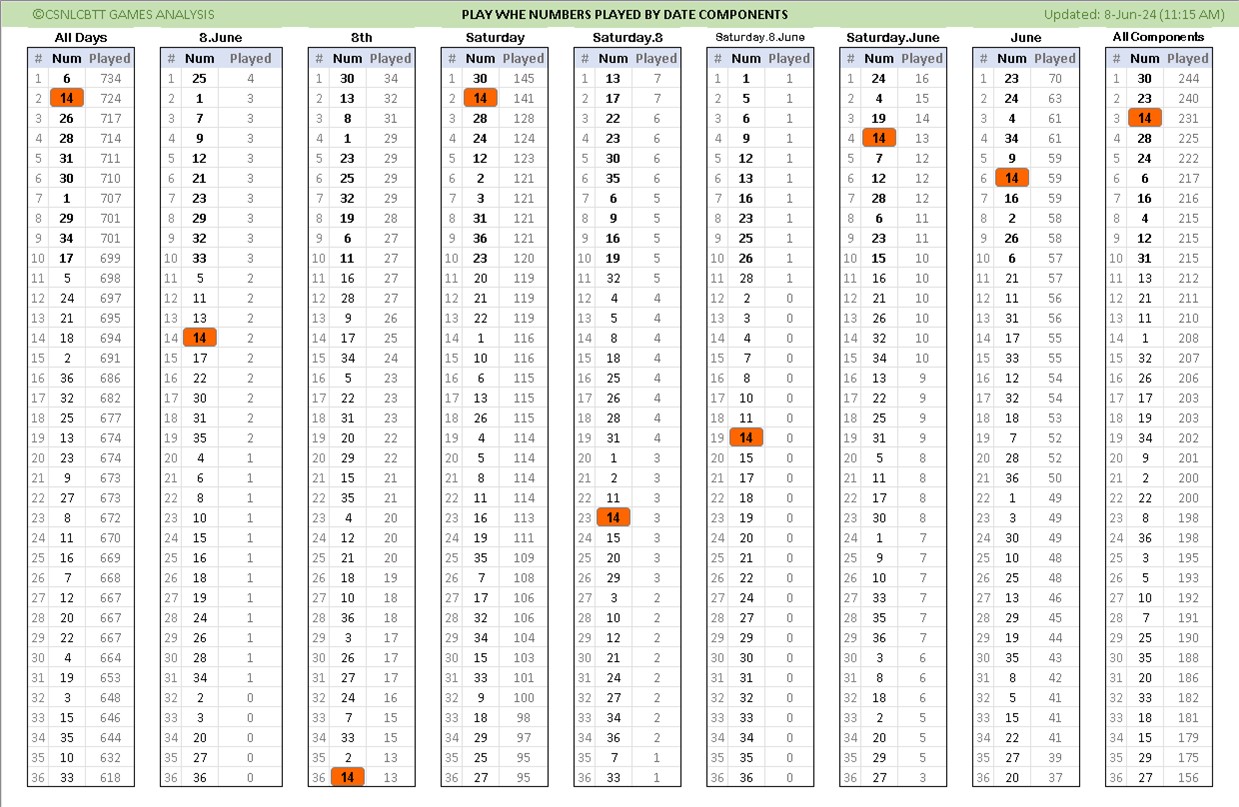 ©CSNLCBTT GAMES ANALYSIS PLAY WHE NUMBERS PLAYED BY DATE COMPONENTS Updated: 8-Jun-24 (11:15 AM)
All Days 8.June 8th Saturday Saturday.8 Saturday.8.June Saturday.June June All Components
# Num Played # Num Played # Num Played # Num Played # Num Played # Num Played # Num Played # Num Played # Num Played
1 6 734 1 25 4 1 30 34 1 30 145 1 13 7 1 1 1 1 24 16 1 23 70 1 30 244
2 14 724 2 1 3 2 13 32 2 14 141 2 17 7 2 5 1 2 4 15 2 24 63 2 23 240
3 26 717 3 7 3 3 8 31 3 28 128 3 22 6 3 6 1 3 19 14 3 4 61 3 14 231
4 28 714 4 9 3 4 1 29 4 24 124 4 23 6 4 9 1 4 14 13 4 34 61 4 28 225
5 31 711 5 12 3 5 23 29 5 12 123 5 30 6 5 12 1 5 7 12 5 9 59 5 24 222
6 30 710 6 21 3 6 25 29 6 2 121 6 35 6 6 13 1 6 12 12 6 14 59 6 6 217
7 1 707 7 23 3 7 32 29 7 3 121 7 6 5 7 16 1 7 28 12 7 16 59 7 16 216
8 29 701 8 29 3 8 19 28 8 31 121 8 9 5 8 23 1 8 6 11 8 2 58 8 4 215
9 34 701 9 32 3 9 6 27 9 36 121 9 16 5 9 25 1 9 23 11 9 26 58 9 12 215
10 17 699 10 33 3 10 11 27 10 23 120 10 19 5 10 26 1 10 15 10 10 6 57 10 31 215
11 5 698 11 5 2 11 16 27 11 20 119 11 32 5 11 28 1 11 16 10 11 21 57 11 13 212
12 24 697 12 11 2 12 28 27 12 21 119 12 4 4 12 2 0 12 21 10 12 11 56 12 21 211
13 21 695 13 13 2 13 9 26 13 22 119 13 5 4 13 3 0 13 26 10 13 31 56 13 11 210
14 18 694 14 14 2 14 17 25 14 1 116 14 8 4 14 4 0 14 32 10 14 17 55 14 1 208
15 2 691 15 17 2 15 34 24 15 10 116 15 18 4 15 7 0 15 34 10 15 33 55 15 32 207
16 36 686 16 22 2 16 5 23 16 6 115 16 25 4 16 8 0 16 13 9 16 12 54 16 26 206
17 32 682 17 30 2 17 22 23 17 13 115 17 26 4 17 10 0 17 22 9 17 32 54 17 17 203
18 25 677 18 31 2 18 31 23 18 26 115 18 28 4 18 11 0 18 25 9 18 18 53 18 19 203
19 13 674 19 35 2 19 20 22 19 4 114 19 31 4 19 14 0 19 31 9 19 7 52 19 34 202
20 23 674 20 4 1 20 29 22 20 5 114 20 1 3 20 15 0 20 5 8 20 28 52 20 9 201
21 9 673 21 6 1 21 15 21 21 8 114 21 2 3 21 17 0 21 11 8 21 36 50 21 2 200
22 27 673 22 8 1 22 35 21 22 11 114 22 11 3 22 18 0 22 17 8 22 1 49 22 22 200
23 8 672 23 10 1 23 4 20 23 16 113 23 14 3 23 19 0 23 30 8 23 3 49 23 8 198
24 11 670 24 15 1 24 12 20 24 19 111 24 15 3 24 20 0 24 1 7 24 30 49 24 36 198
25 16 669 25 16 1 25 21 20 25 35 109 25 20 3 25 21 0 25 9 7 25 10 48 25 3 195
26 7 668 26 18 1 26 18 19 26 7 108 26 29 3 26 22 0 26 10 7 26 25 48 26 5 193
27 12 667 27 19 1 27 10 18 27 17 106 27 3 2 27 24 0 27 33 7 27 13 46 27 10 192
28 20 667 28 24 1 28 36 18 28 32 106 28 10 2 28 27 0 28 35 7 28 29 45 28 7 191
29 22 667 29 26 1 29 3 17 29 34 104 29 12 2 29 29 0 29 36 7 29 19 44 29 25 190
30 4 664 30 28 1 30 26 17 30 15 103 30 21 2 30 30 0 30 3 6 30 35 43 30 35 188
31 19 653 31 34 1 31 27 17 31 33 101 31 24 2 31 31 0 31 8 6 31 8 42 31 20 186
32 3 648 32 2 0 32 24 16 32 9 100 32 27 2 32 32 0 32 18 6 32 5 41 32 33 182
33 15 646 33 3 0 33 7 15 33 18 98 33 34 2 33 33 0 33 2 5 33 15 41 33 18 181
34 35 644 34 20 0 34 33 15 34 29 97 34 36 2 34 34 0 34 20 5 34 22 41 34 15 179
35 10 632 35 27 0 35 2 13 35 25 95 35 7 1 35 35 0 35 29 5 35 27 39 35 29 175
36 33 618 36 36 0 36 14 13 36 27 95 36 33 1 36 36 0 36 27 3 36 20 37 36 27 156